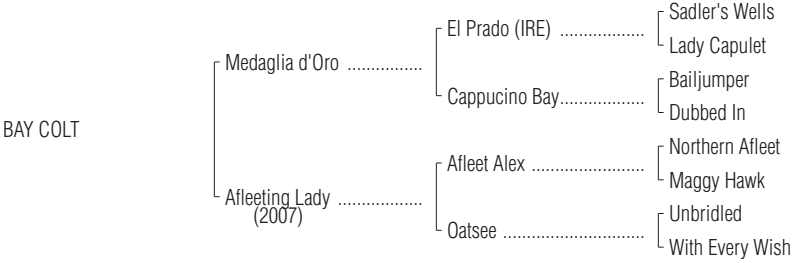 Sadler's Wells
El Prado (IRE) ..................
Lady Capulet
Medaglia d'Oro ................
Bailjumper
Cappucino Bay..................
Dubbed In
BAY COLT
Northern Afleet
Afleet Alex ........................
Maggy Hawk
Afleeting Lady ..................
(2007)
Unbridled
Oatsee ..............................
With Every Wish